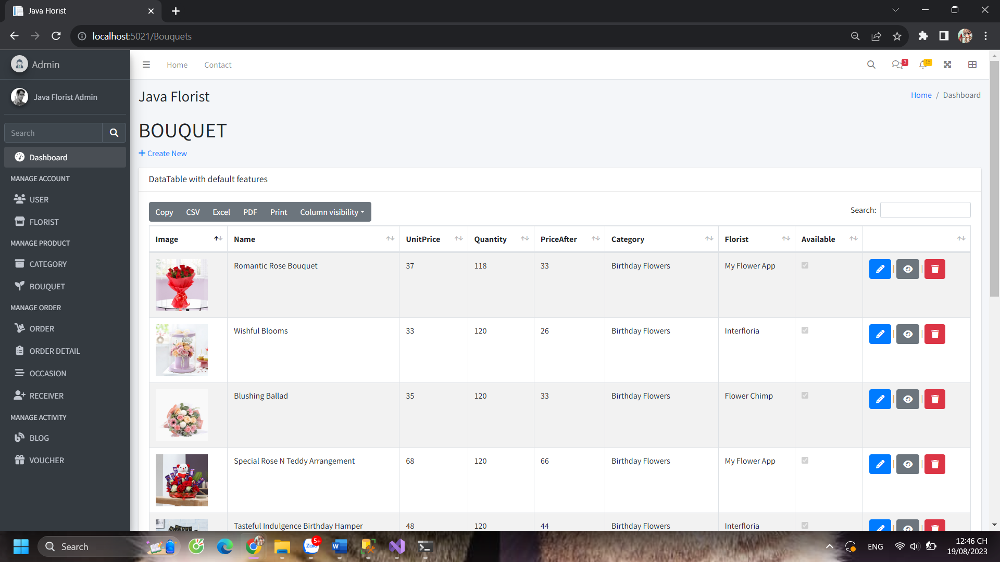 Java Florist
localhost:5021/Bouquets
Admin
Home
Contact
3
15
Java Florist Admin
Java Florist
Home / Dashboard
BOUQUET
Search
Create New
Dashboard
MANAGE ACCOUNT
USER
FLORIST
MANAGE PRODUCT
CATEGORY
BOUQUET
MANAGE ORDER
ORDER
ORDER DETAIL
OCCASION
RECEIVER
MANAGE ACTIVITY
BLOG
VOUCHER
DataTable with default features
Copy CSV Excel PDF Print Column visibility
Search:
Image Name UnitPrice Quantity PriceAfter Category Florist Available
Romantic Rose Bouquet 37 118 33 Birthday Flowers My Flower App
Wishful Blooms 33 120 26 Birthday Flowers Interfloria
Blushing Ballad 35 120 33 Birthday Flowers Flower Chimp
Special Rose N Teddy Arrangement 68 120 66 Birthday Flowers My Flower App
Tasteful Indulgence Birthday Hamper 48 120 44 Birthday Flowers Interfloria
Search
Zalo
5+
ENG
12:46 CH
19/08/2023